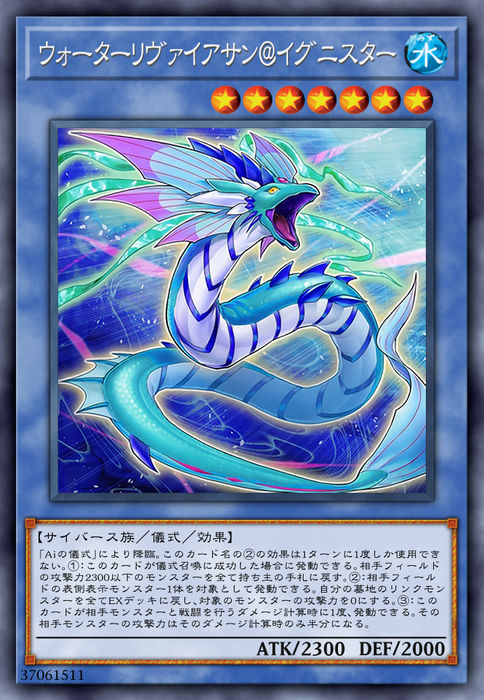 ウォーターリヴァイアサン@イグニスター
みず
水
【サイバース族／儀式／効果】
「Aiの儀式」により降臨。このカード名の②の効果は1ターンに1度しか使用でき
ない。①：このカードが儀式召喚に成功した場合に発動できる。相手フィールド
の攻撃力2300以下のモンスターを全て持ち主の手札に戻す。②：相手フィール
ドの表側表示モンスター1体を対象として発動できる。自分の墓地のリンクモン
スターを全てEXデッキに戻し、対象のモンスターの攻撃力を0にする。③：この
カードが相手モンスターと戦闘を行うダメージ計算時に1度、発動できる。その
相手モンスターの攻撃力はそのダメージ計算時のみ半分になる。
ATK/2300 DEF/2000
37061511